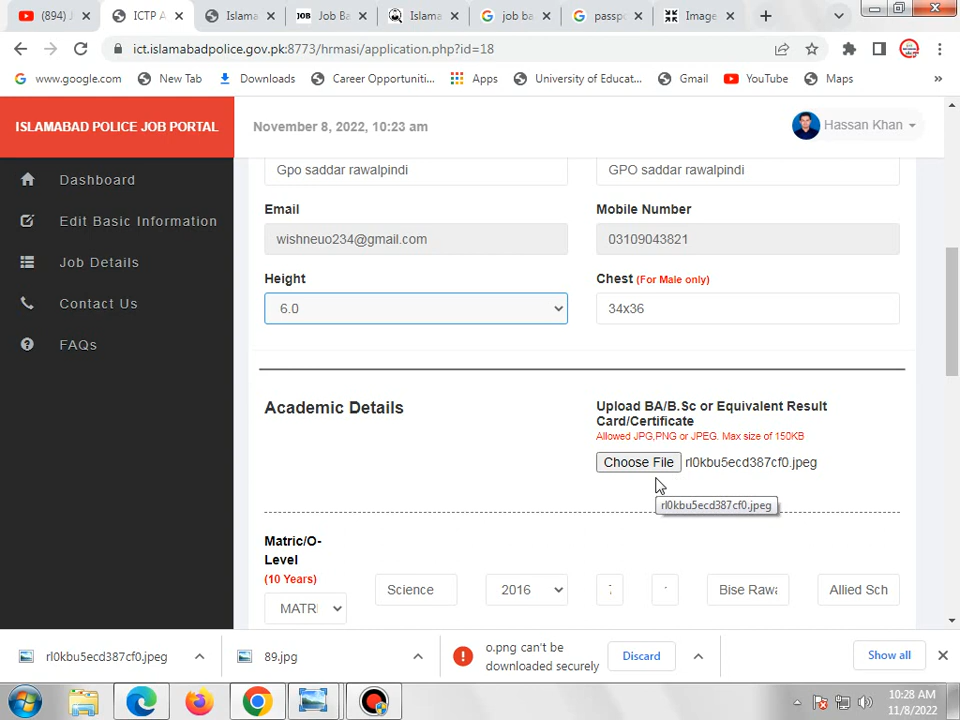 (894)
ICTP A
Islama
JOB
Job Ba
Islama
G
job ba
G
passp
Image
ict.islamabadpolice.gov.pk:8773/hrmasi/application.php?id=18
G
www.google.com
New Tab
Downloads
Career Opportuniti...
Apps
University of Educat...
Gmail
YouTube
Maps
»
ISLAMABAD POLICE JOB PORTAL
November 8, 2022, 10:23 am
Hassan Khan
Dashboard
Edit Basic Information
Job Details
Contact Us
FAQs
Gpo saddar rawalpindi
GPO saddar rawalpindi
Email
Mobile Number
wishneuo234@gmail.com
03109043821
Height
Chest (For Male only)
6.0
34x36
Academic Details
Upload BA/B.Sc or Equivalent Result
Card/Certificate
Allowed JPG,PNG or JPEG. Max size of 150KB
Choose File rl0kbu5ecd387cf0.jpeg
rl0kbu5ecd387cf0.jpeg
Matric/O-
Level
(10 Years)
MATR
Science
2016
Bise Rawa
Allied Sch
rl0kbu5ecd387cf0.jpeg
89.jpg
o.png can't be
downloaded securely
Discard
Show all
10:28 AM
11/8/2022